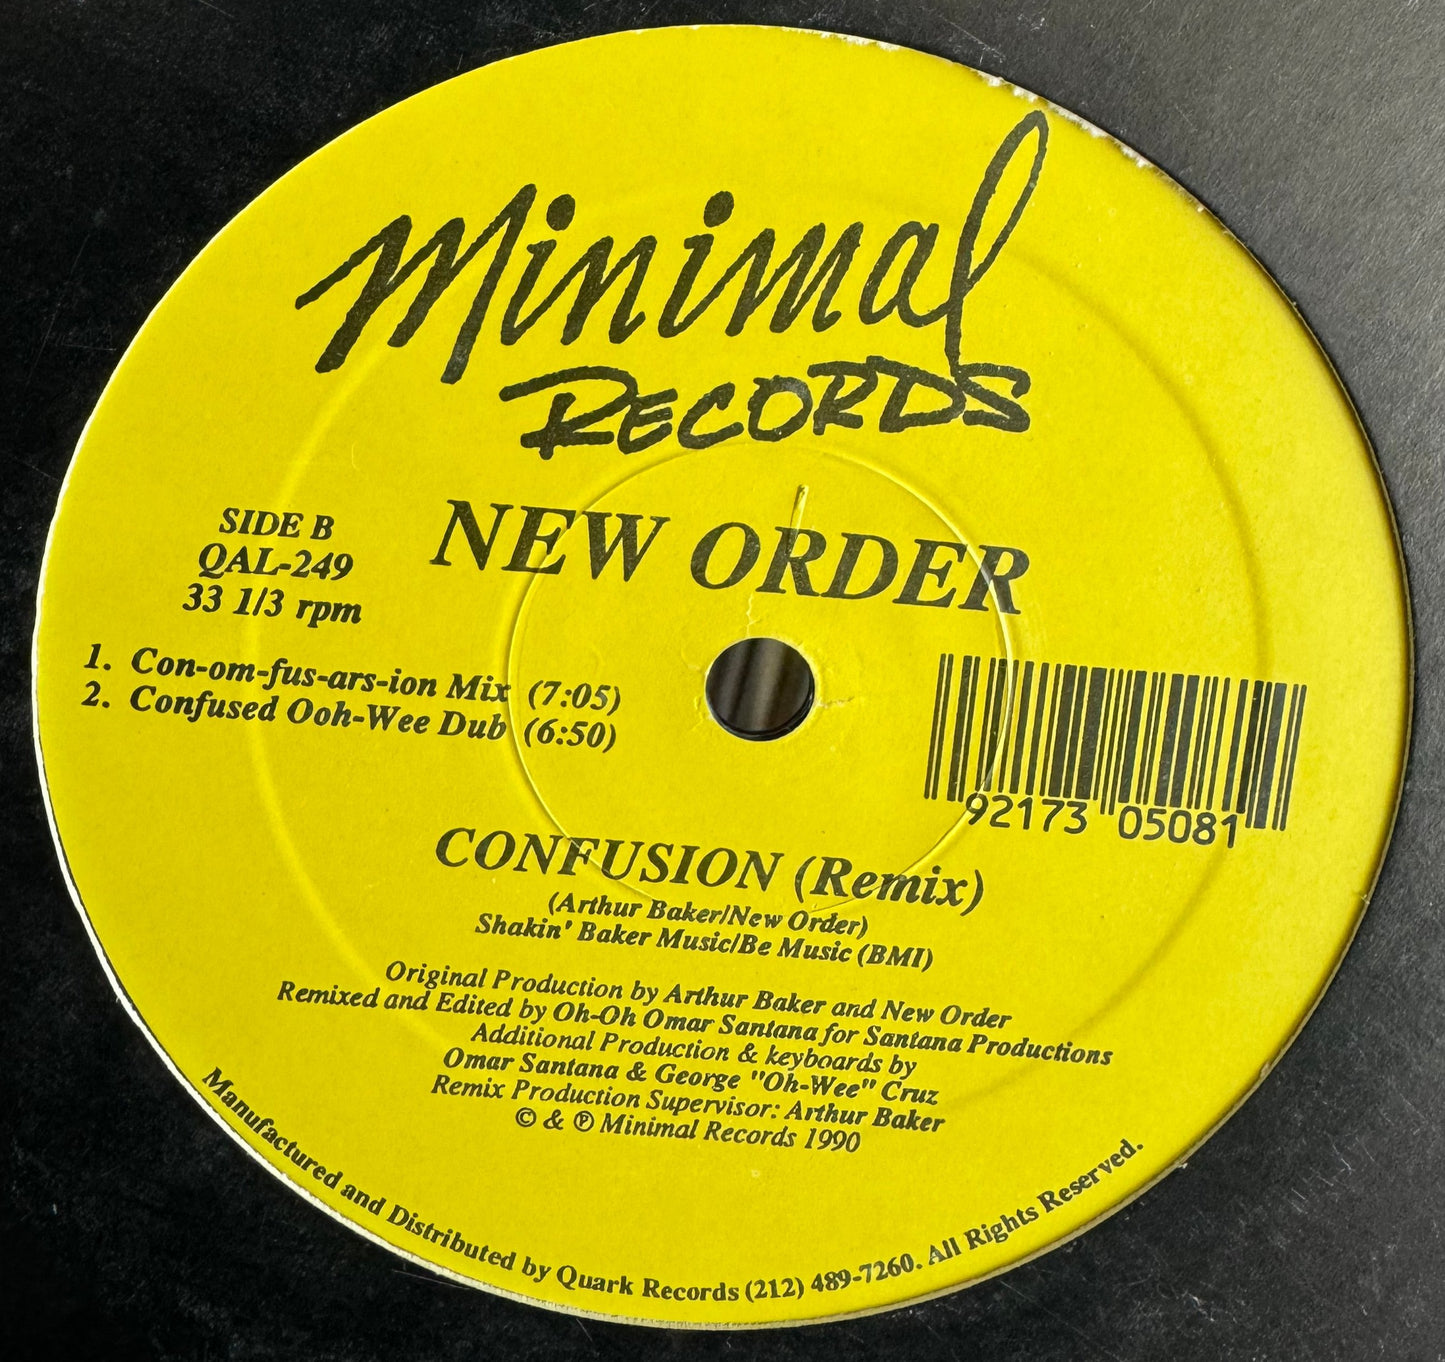 Minimal
RECORDS
NEW ORDER
SIDE B
QAL-249
33 1/3 rpm
1. Con-om-fus-ars-ion Mix (7:05)
2. Confused Ooh-Wee Dub (6:50)
92173 05081
CONFUSION (Remix)
(Arthur Baker/New Order)
Shakin' Baker Music/Be Music (BMI)
Original Production by Arthur Baker and New Order
Remixed and Edited by Oh-Oh Omar Santana for Santana Productions
Additional Production & keyboards by
Omar Santana & George "Oh-Wee" Cruz
Remix Production Supervisor: Arthur Baker
© & ℗ Minimal Records 1990
Manufactured and Distributed by Quark Records (212) 489-7260. All Rights Reserved.